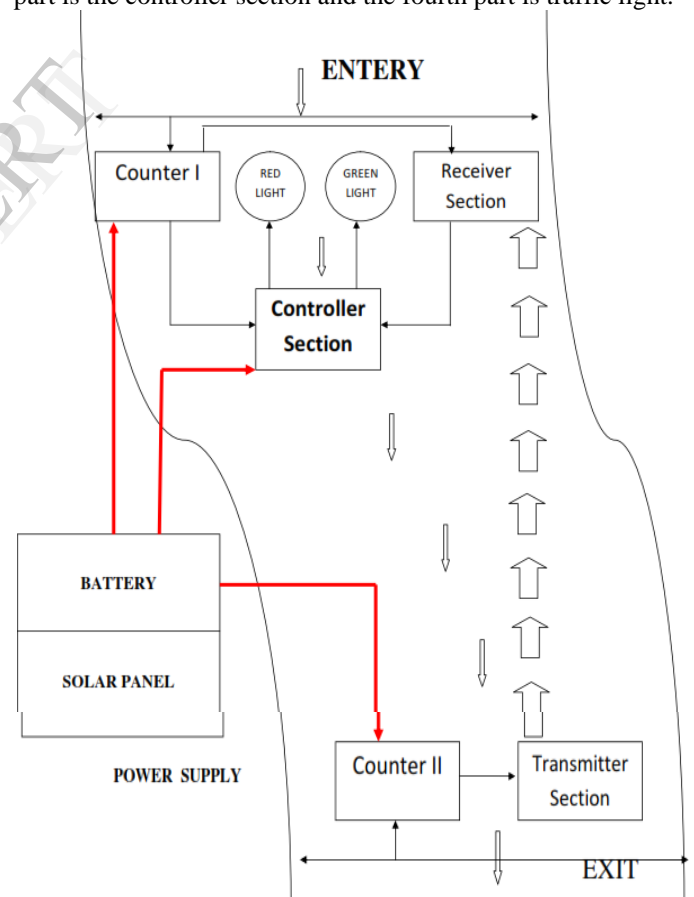 part is the controller section and the fourth part is traffic light.
ENTERY
Counter I
RED
LIGHT
GREEN
LIGHT
Receiver
Section
Controller
Section
BATTERY
SOLAR PANEL
POWER SUPPLY
Counter II
Transmitter
Section
EXIT